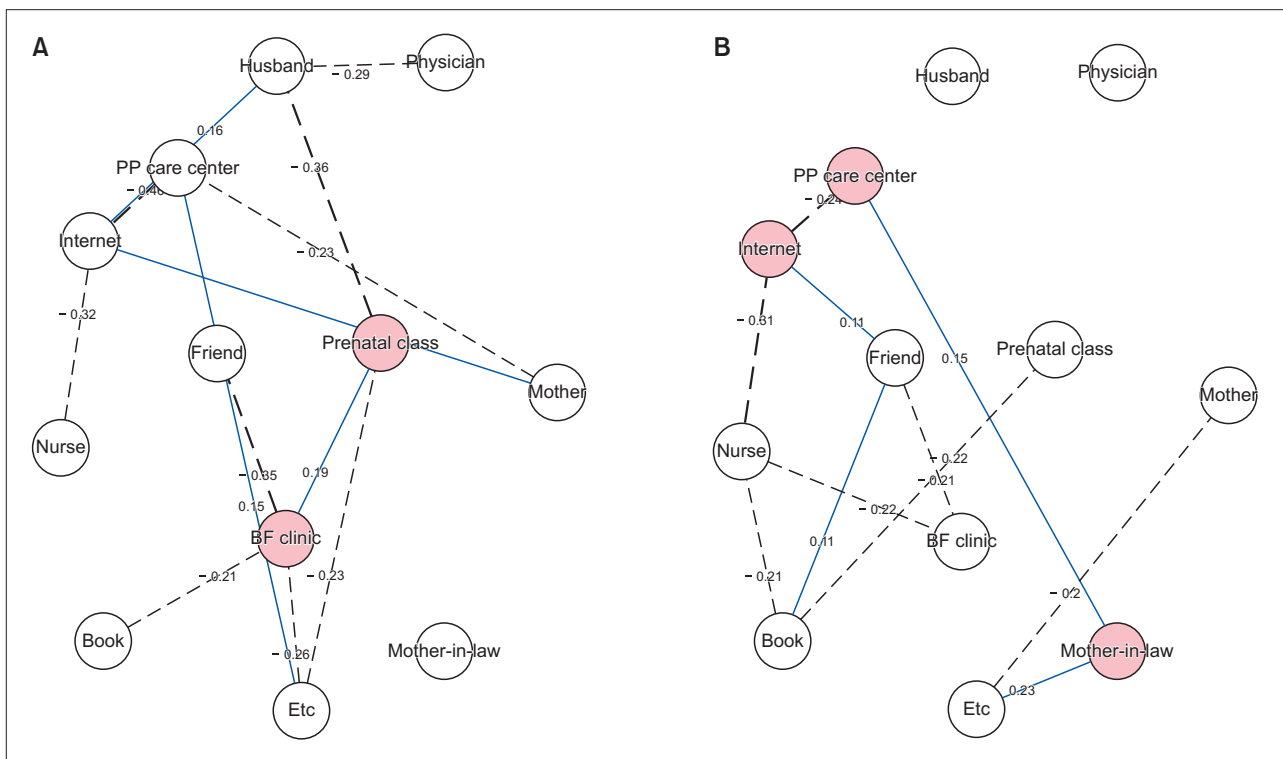 A
Husband
Physician
− 0.29
0.16
PP care center
− 0.36
− 0.40
Internet
− 0.23
− 0.32
Friend
Prenatal class
Mother
Nurse
− 0.35
0.19
0.15
BF clinic
− 0.21
− 0.23
Book
− 0.26
Mother-in-law
Etc
B
Husband
Physician
PP care center
− 0.24
Internet
− 0.31
0.11
Friend
0.15
Prenatal class
Mother
Nurse
− 0.22
− 0.21
− 0.22
BF clinic
0.11
− 0.21
− 0.2
Book
Mother-in-law
0.23
Etc